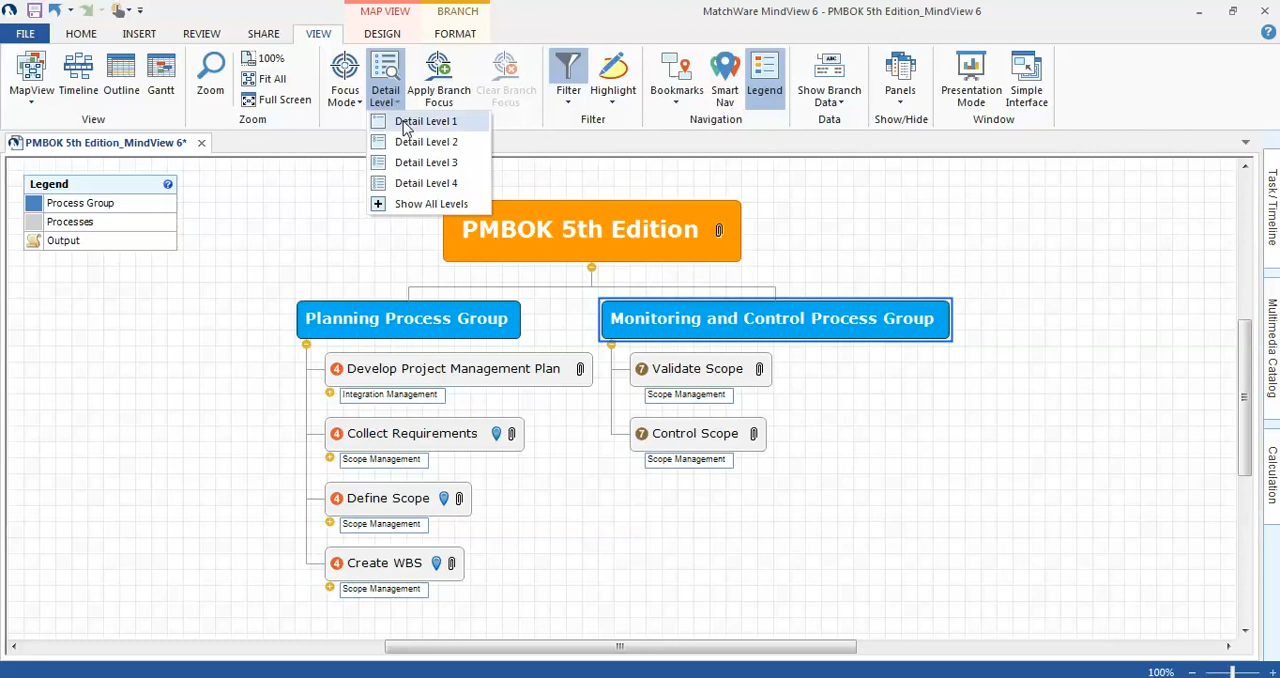 MAP VIEW
BRANCH
MatchWare MindView 6 - PMBOK 5th Edition_MindView 6
FILE
HOME
INSERT
REVIEW
SHARE
VIEW
DESIGN
FORMAT
MapView
Timeline
Outline
Gantt
View
Zoom
100%
Fit All
Full Screen
Zoom
Focus
Mode
Detail
Level
Apply Branch
Focus
Clear Branch
Focus
Filter
Highlight
Filter
Bookmarks
Smart
Nav
Legend
Navigation
Show Branch
Data
Data
Panels
Show/Hide
Presentation
Mode
Simple
Interface
Window
Detail Level 1
Detail Level 2
Detail Level 3
Detail Level 4
Show All Levels
PMBOK 5th Edition_MindView 6*
Legend
Process Group
Processes
Output
PMBOK 5th Edition
Planning Process Group
4 Develop Project Management Plan
Integration Management
4 Collect Requirements
Scope Management
4 Define Scope
Scope Management
4 Create WBS
Scope Management
Monitoring and Control Process Group
7 Validate Scope
Scope Management
7 Control Scope
Scope Management
Task / Timeline
Multimedia Catalog
Calculation
100%